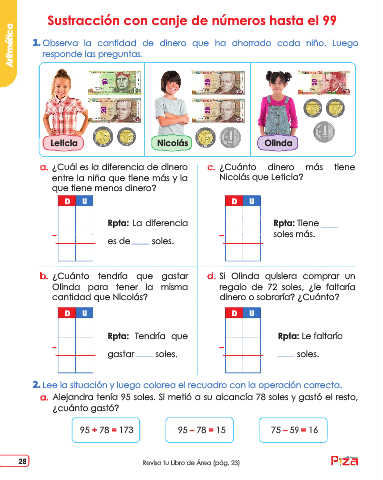 Aritmética
Sustracción con canje de números hasta el 99
1. Observa la cantidad de dinero que ha ahorrado cada niño. Luego
responde las preguntas.
Leticia
Nicolás
Olinda
a. ¿Cuál es la diferencia de dinero
entre la niña que tiene más y la
que tiene menos dinero?
D U
Rpta: La diferencia
–
es de ____ soles.
c. ¿Cuánto dinero más tiene
Nicolás que Leticia?
D U
Rpta: Tiene ____
soles más.
–
b. ¿Cuánto tendría que gastar
Olinda para tener la misma
cantidad que Nicolás?
D U
Rpta: Tendría que
–
gastar ____ soles.
d. Si Olinda quisiera comprar un
regalo de 72 soles, ¿le faltaría
dinero o sobraría? ¿Cuánto?
D U
Rpta: Le faltaría
–
____ soles.
2. Lee la situación y luego colorea el recuadro con la operación correcta.
a. Alejandra tenía 95 soles. Si metió a su alcancía 78 soles y gastó el resto,
¿cuánto gastó?
95 + 78 = 173
95 – 78 = 15
75 – 59 = 16
28
Revisa tu Libro de Área (pág. 23)